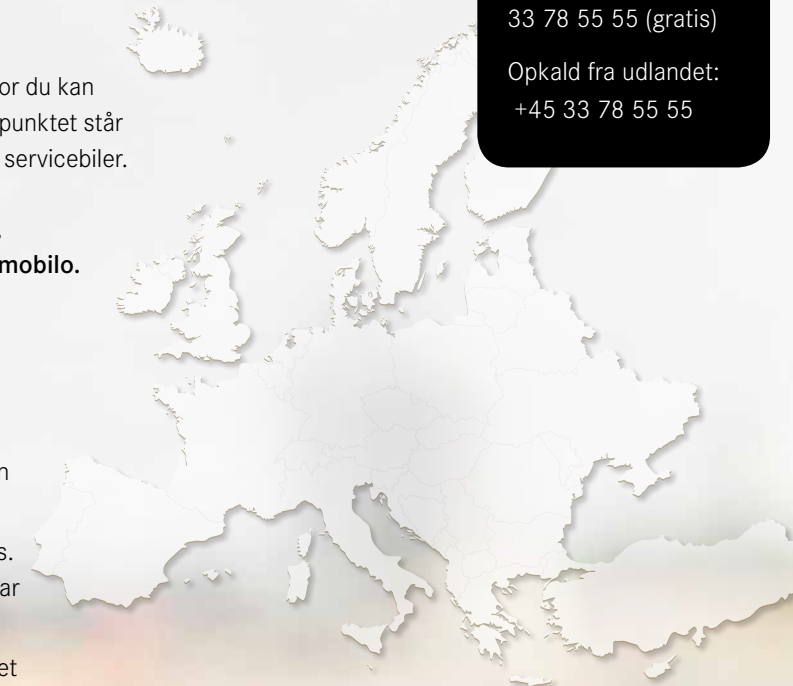 33 78 55 55 (gratis)
Opkald fra udlandet:
+45 33 78 55 55
or du kan
punktet står
servicebiler.
mobilo.
n
s.
ar
et